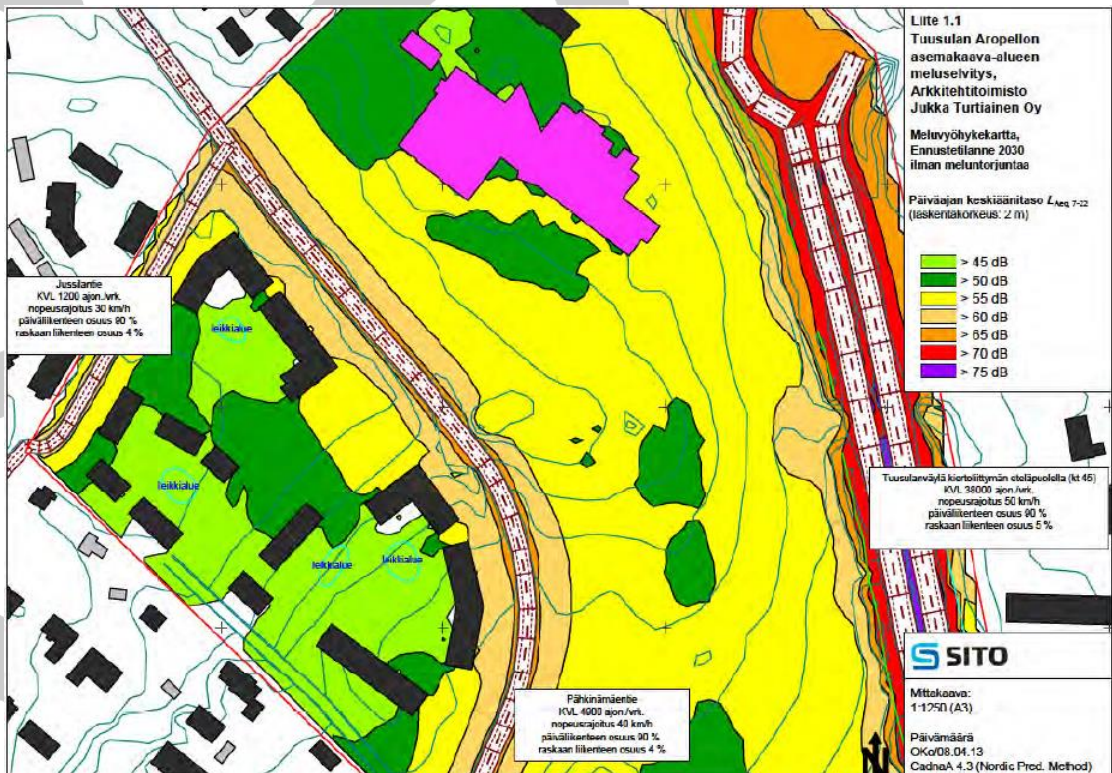 Liite 1.1
Tuusulan Aropellon
asemakaava-alueen
meluselvitys,
Arkkitehtitoimisto
Jukka Turtiainen Oy
Meluvyöhykekartta,
Ennustetilanne 2030
ilman meluntorjuntaa
Päiväajan keskiäänitaso LAeq, 7-22
(laskentakorkeus: 2 m)
> 45 dB
> 50 dB
> 55 dB
> 60 dB
> 65 dB
> 70 dB
> 75 dB
Jussilantie
KVL 1200 ajon./vrk.
nopeusrajoitus 30 km/h
päiväliikenteen osuus 90 %
raskaan liikenteen osuus 4 %
leikkialue
leikkialue
leikkialue
leikkialue
Tuusulanväylä kiertoliittymän eteläpuolella (kt 45)
KVL 38000 ajon./vrk.
nopeusrajoitus 50 km/h
päiväliikenteen osuus 90 %
raskaan liikenteen osuus 5 %
Pähkinämäentie
KVL 4900 ajon./vrk.
nopeusrajoitus 40 km/h
päiväliikenteen osuus 90 %
raskaan liikenteen osuus 4 %
N
SITO
Mittakaava:
1:1250 (A3)
Päivämäärä
OKo/08.04.13
CadnaA 4.3 (Nordic Pred. Method)